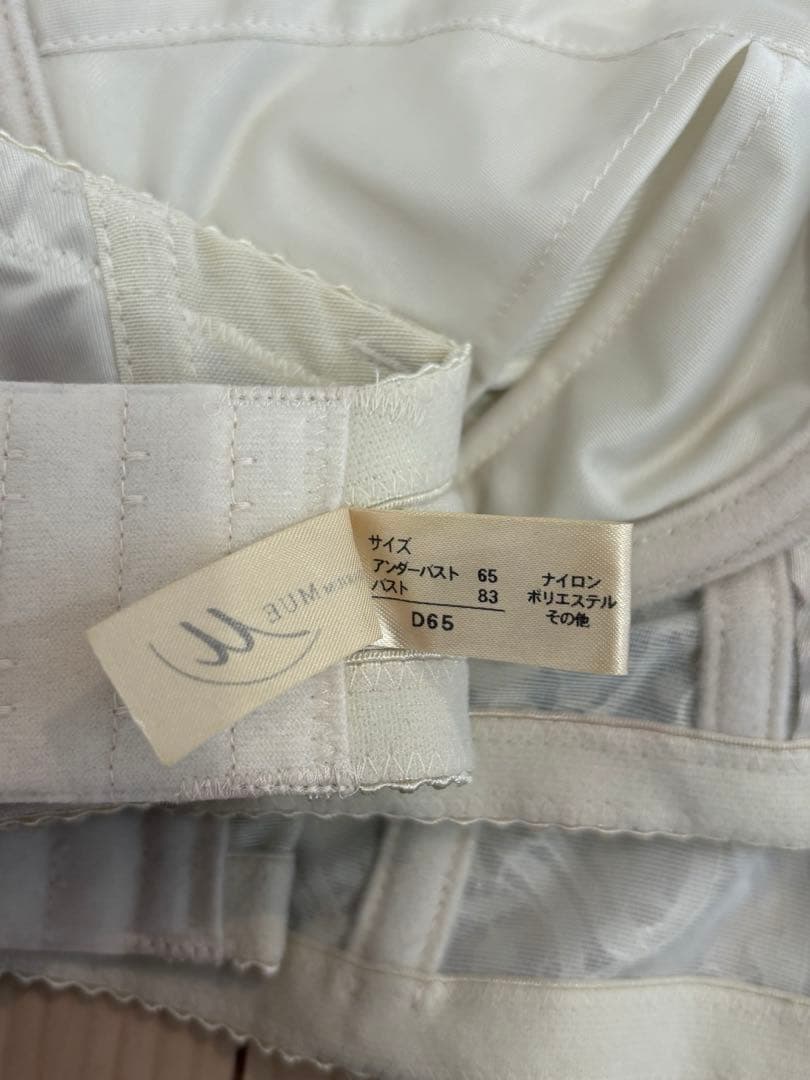 MUE
サイズ
アンダーバスト 65
バスト 83
D65
ナイロン
ポリエステル
その他